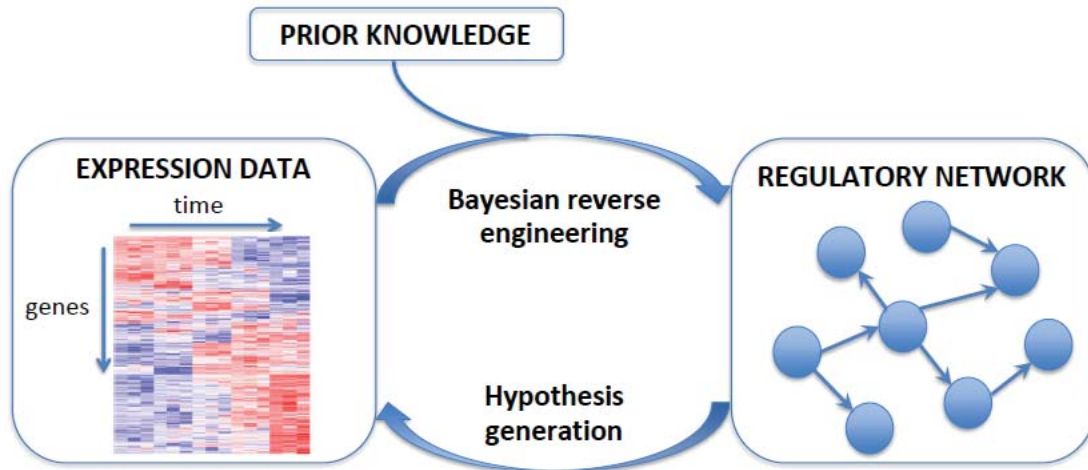 PRIOR KNOWLEDGE
EXPRESSION DATA
time
genes
Bayesian reverse
engineering
Hypothesis
generation
REGULATORY NETWORK